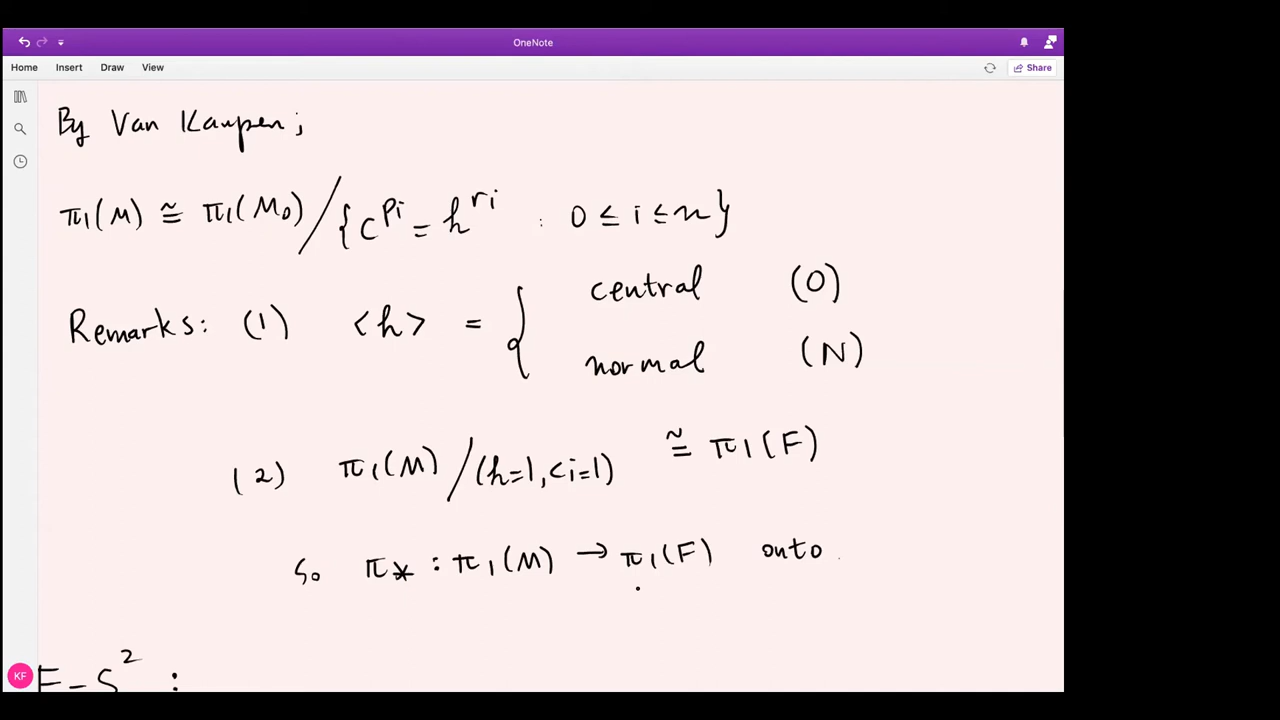 OneNote
Home Insert Draw View Share
By Van Kampen;
π₁(M) ≅ π₁(M₀) / {c^pi = h^ri : 0 ≤ i ≤ n}
Remarks: (1) <h> = { central (O)
normal (N)
(2) π₁(M) / (h=1, ci=1) ≅ π₁(F)
So π* : π₁(M) → π₁(F) onto
F = S² :
KF